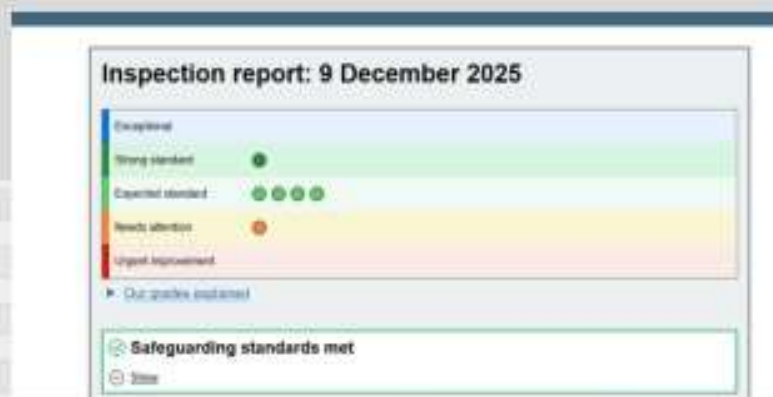 Inspection report: 9 December 2025
Exceptional
Strong standard
Expected standard
Needs attention
Urgent improvement
Our grades explained
Safeguarding standards met
Show